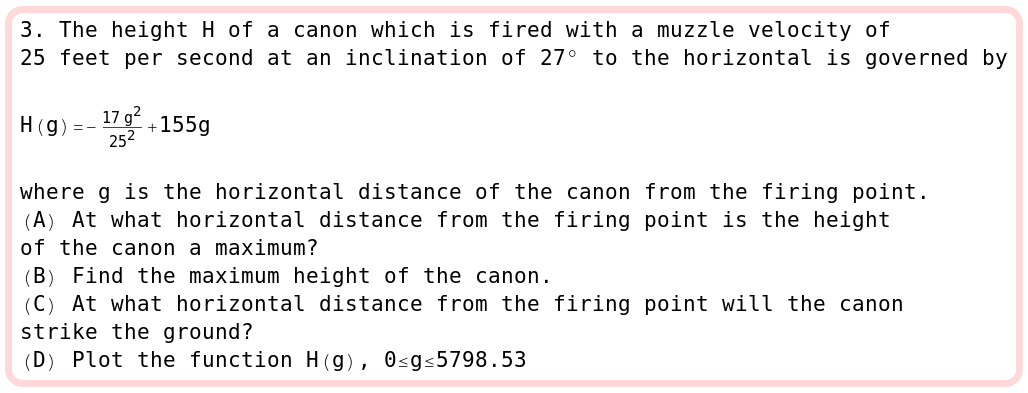 3. The height H of a canon which is fired with a muzzle velocity of
25 feet per second at an inclination of 27° to the horizontal is governed by
H(g)=-\frac{17 g^2}{25^2}+155g
where g is the horizontal distance of the canon from the firing point.
(A) At what horizontal distance from the firing point is the height
of the canon a maximum?
(B) Find the maximum height of the canon.
(C) At what horizontal distance from the firing point will the canon
strike the ground?
(D) Plot the function H(g), 0≤g≤5798.53